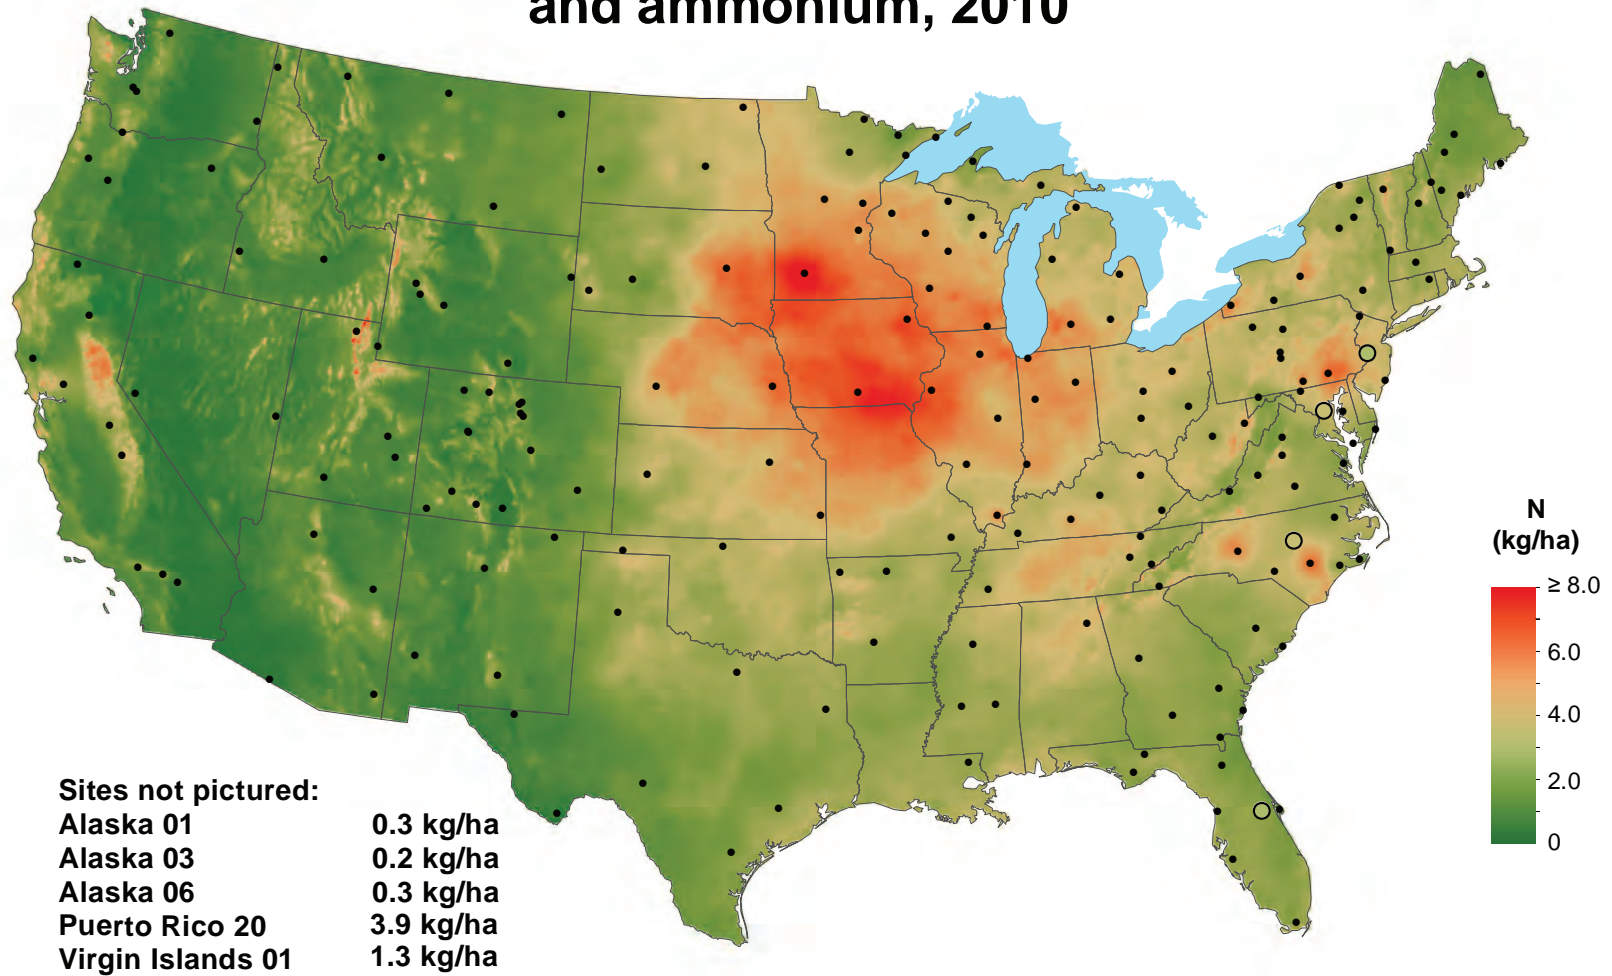 and ammonium, 2010
N
(kg/ha)
≥ 8.0
6.0
4.0
2.0
0
Sites not pictured:
Alaska 01 0.3 kg/ha
Alaska 03 0.2 kg/ha
Alaska 06 0.3 kg/ha
Puerto Rico 20 3.9 kg/ha
Virgin Islands 01 1.3 kg/ha